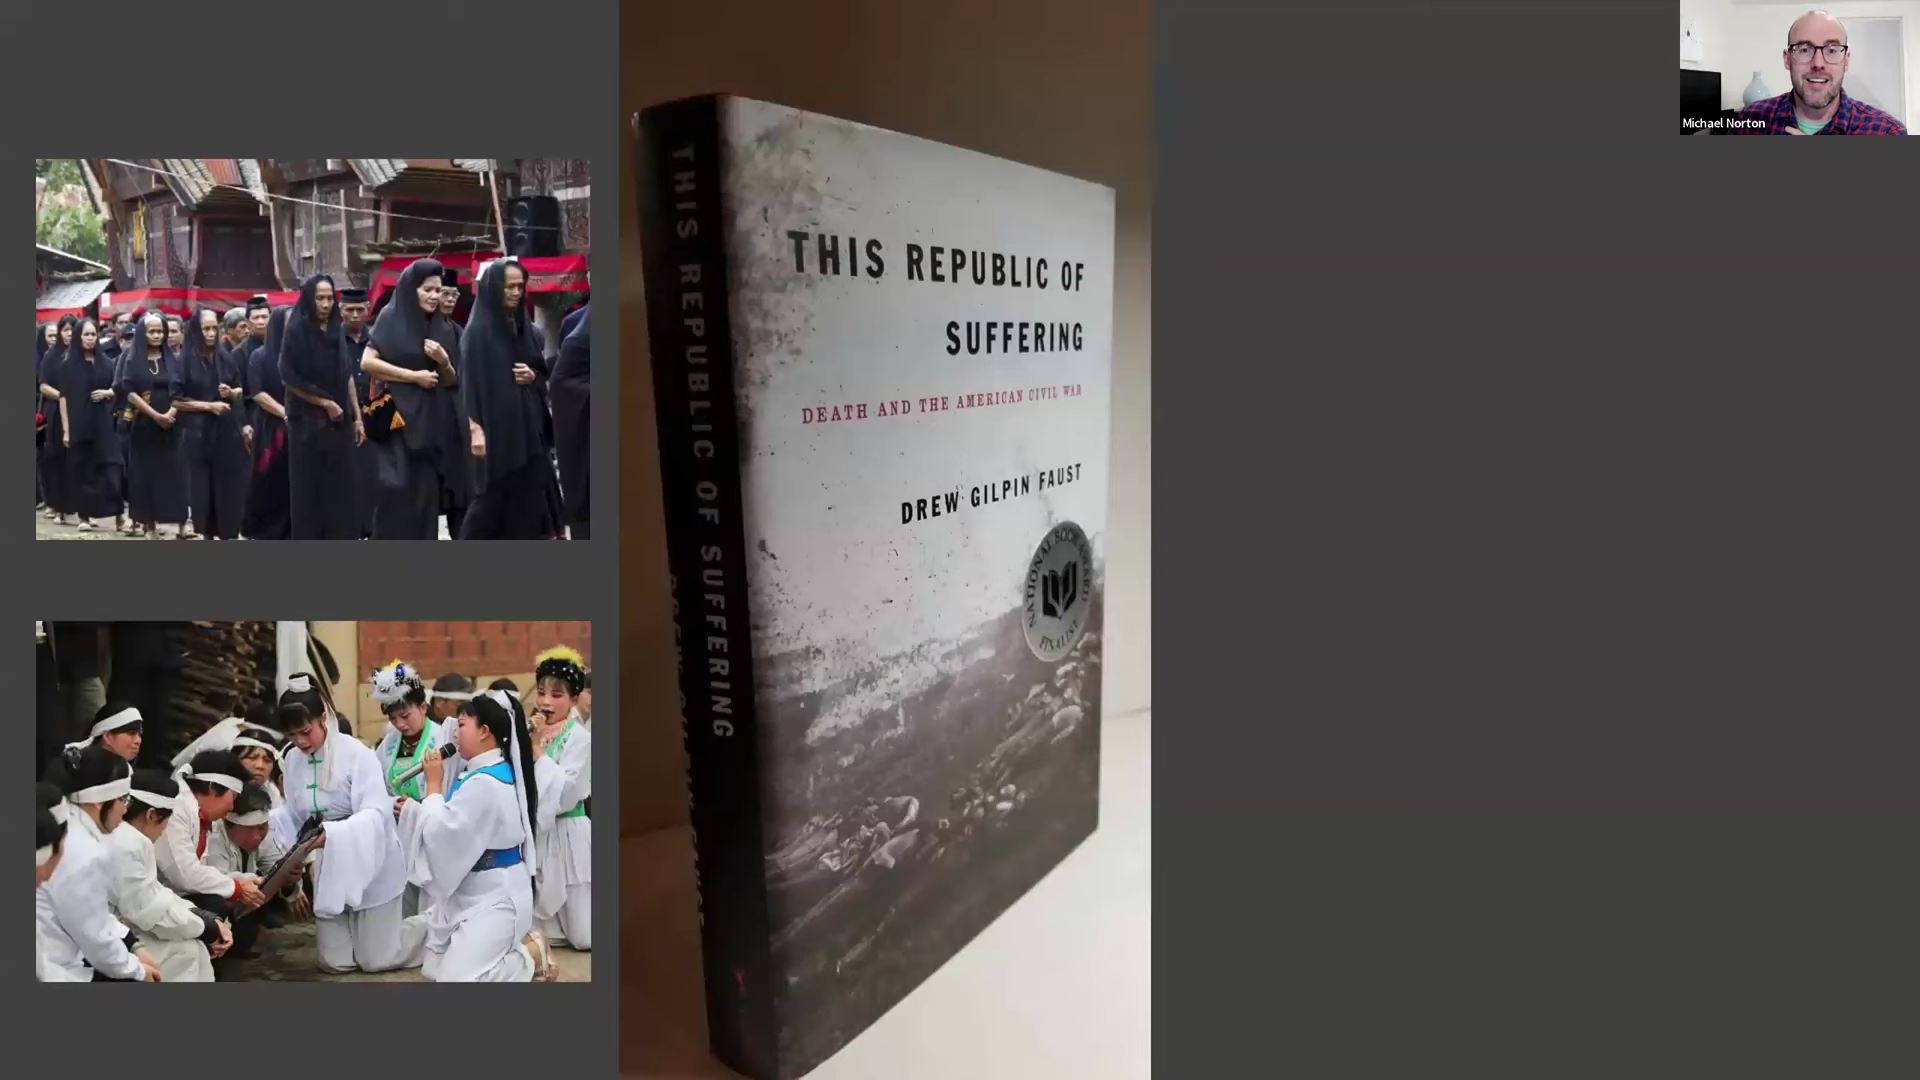 THIS REPUBLIC OF SUFFERING
THIS REPUBLIC OF
SUFFERING
DEATH AND THE AMERICAN CIVIL WAR
DREW GILPIN FAUST
NATIONAL BOOK AWARD
FINALIST
Michael Norton